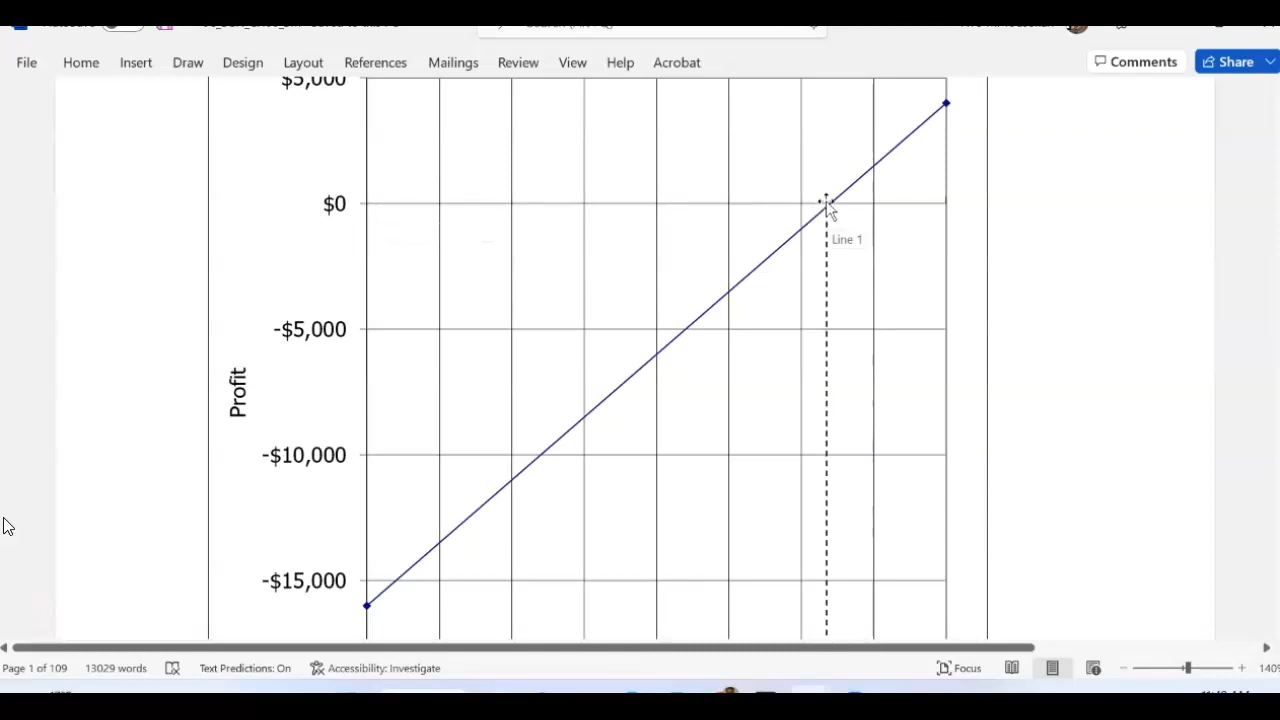 File Home Insert Draw Design Layout References Mailings Review View Help Acrobat Comments Share
$5,000
$0
Line 1
-$5,000
Profit
-$10,000
-$15,000
Page 1 of 109 13029 words Text Predictions: On Accessibility: Investigate Focus 140%